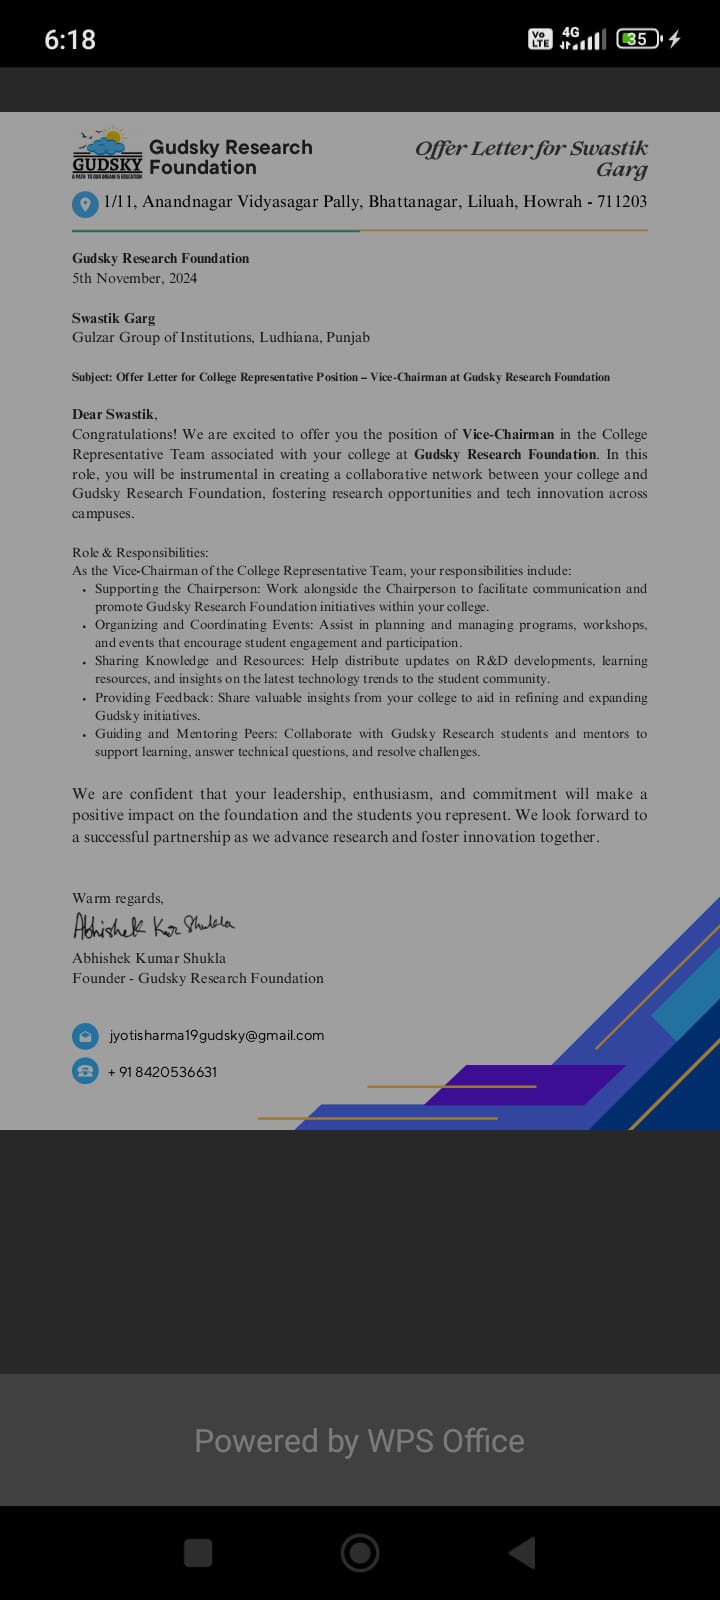 6:18
Vo LTE 4G 35
GUDSKY
A PATH TO OUR DREAM IS EDUCATION
Gudsky Research
Foundation
Offer Letter for Swastik
Garg
1/11, Anandnagar Vidyasagar Pally, Bhattanagar, Liluah, Howrah - 711203
Gudsky Research Foundation
5th November, 2024
Swastik Garg
Gulzar Group of Institutions, Ludhiana, Punjab
Subject: Offer Letter for College Representative Position – Vice-Chairman at Gudsky Research Foundation
Dear Swastik,
Congratulations! We are excited to offer you the position of Vice-Chairman in the College
Representative Team associated with your college at Gudsky Research Foundation. In this
role, you will be instrumental in creating a collaborative network between your college and
Gudsky Research Foundation, fostering research opportunities and tech innovation across
campuses.
Role & Responsibilities:
As the Vice-Chairman of the College Representative Team, your responsibilities include:
• Supporting the Chairperson: Work alongside the Chairperson to facilitate communication and
promote Gudsky Research Foundation initiatives within your college.
• Organizing and Coordinating Events: Assist in planning and managing programs, workshops,
and events that encourage student engagement and participation.
• Sharing Knowledge and Resources: Help distribute updates on R&D developments, learning
resources, and insights on the latest technology trends to the student community.
• Providing Feedback: Share valuable insights from your college to aid in refining and expanding
Gudsky initiatives.
• Guiding and Mentoring Peers: Collaborate with Gudsky Research students and mentors to
support learning, answer technical questions, and resolve challenges.
We are confident that your leadership, enthusiasm, and commitment will make a
positive impact on the foundation and the students you represent. We look forward to
a successful partnership as we advance research and foster innovation together.
Warm regards,
Abhishek Kur Shukla
Abhishek Kumar Shukla
Founder - Gudsky Research Foundation
jyotisharma19gudsky@gmail.com
+ 91 8420536631
Powered by WPS Office